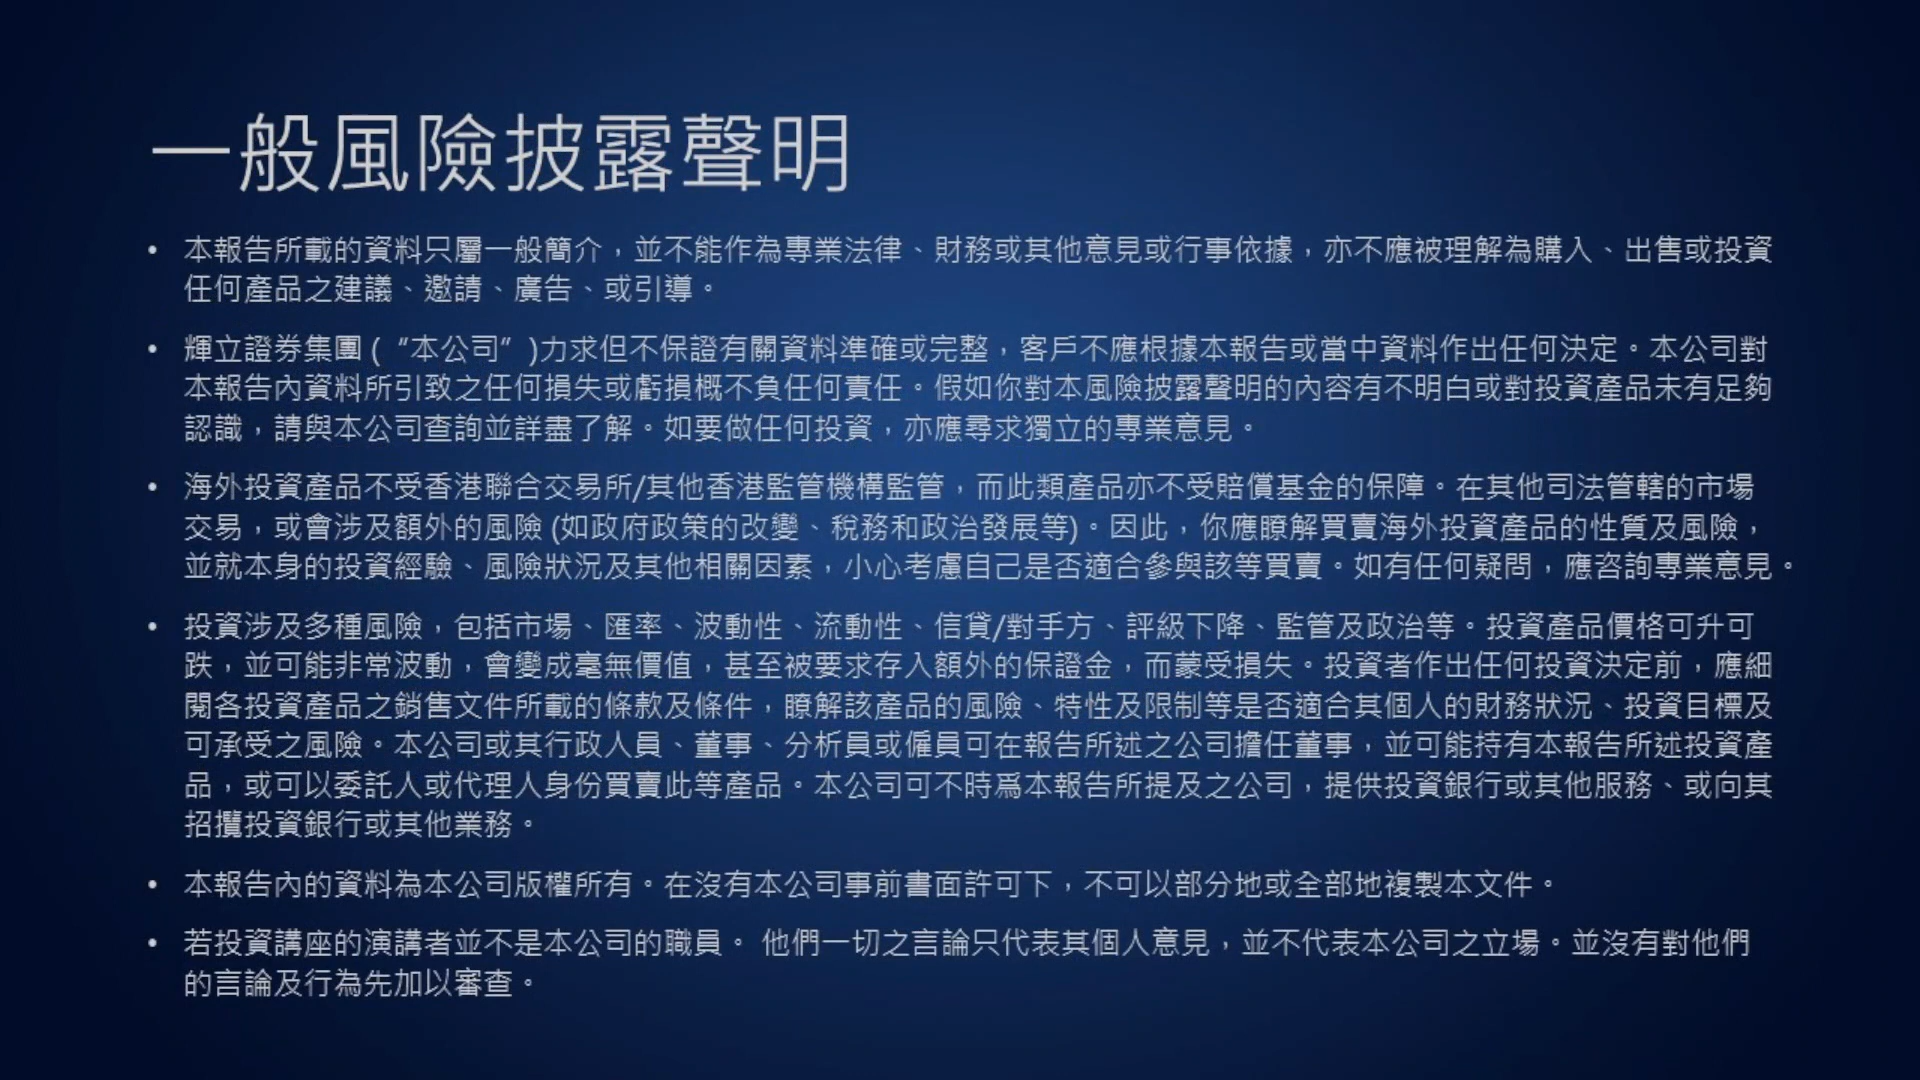 一般風險披露聲明
• 本報告所載的資料只屬一般簡介，並不能作為專業法律、財務或其他意見或行事依據，亦不應被理解為購入、出售或投資
任何產品之建議、邀請、廣告、或引導。
• 輝立證券集團 (“本公司”)力求但不保證有關資料準確或完整，客戶不應根據本報告或當中資料作出任何決定。本公司對
本報告內資料所引致之任何損失或虧損概不負任何責任。假如你對本風險披露聲明的內容有不明白或對投資產品未有足夠
認識，請與本公司查詢並詳盡了解。如要做任何投資，亦應尋求獨立的專業意見。
• 海外投資產品不受香港聯合交易所/其他香港監管機構監管，而此類產品亦不受賠償基金的保障。在其他司法管轄的市場
交易，或會涉及額外的風險 (如政府政策的改變、稅務和政治發展等)。因此，你應瞭解買賣海外投資產品的性質及風險，
並就本身的投資經驗、風險狀況及其他相關因素，小心考慮自己是否適合參與該等買賣。如有任何疑問，應咨詢專業意見。
• 投資涉及多種風險，包括市場、匯率、波動性、流動性、信貸/對手方、評級下降、監管及政治等。投資產品價格可升可
跌，並可能非常波動，會變成毫無價值，甚至被要求存入額外的保證金，而蒙受損失。投資者作出任何投資決定前，應細
閱各投資產品之銷售文件所載的條款及條件，瞭解該產品的風險、特性及限制等是否適合其個人的財務狀況、投資目標及
可承受之風險。本公司或其行政人員、董事、分析員或僱員可在報告所述之公司擔任董事，並可能持有本報告所述投資產
品，或可以委託人或代理人身份買賣此等產品。本公司可不時爲本報告所提及之公司，提供投資銀行或其他服務、或向其
招攬投資銀行或其他業務。
• 本報告內的資料為本公司版權所有。在沒有本公司事前書面許可下，不可以部分地或全部地複製本文件。
• 若投資講座的演講者並不是本公司的職員。 他們一切之言論只代表其個人意見，並不代表本公司之立場。並沒有對他們
的言論及行為先加以審查。